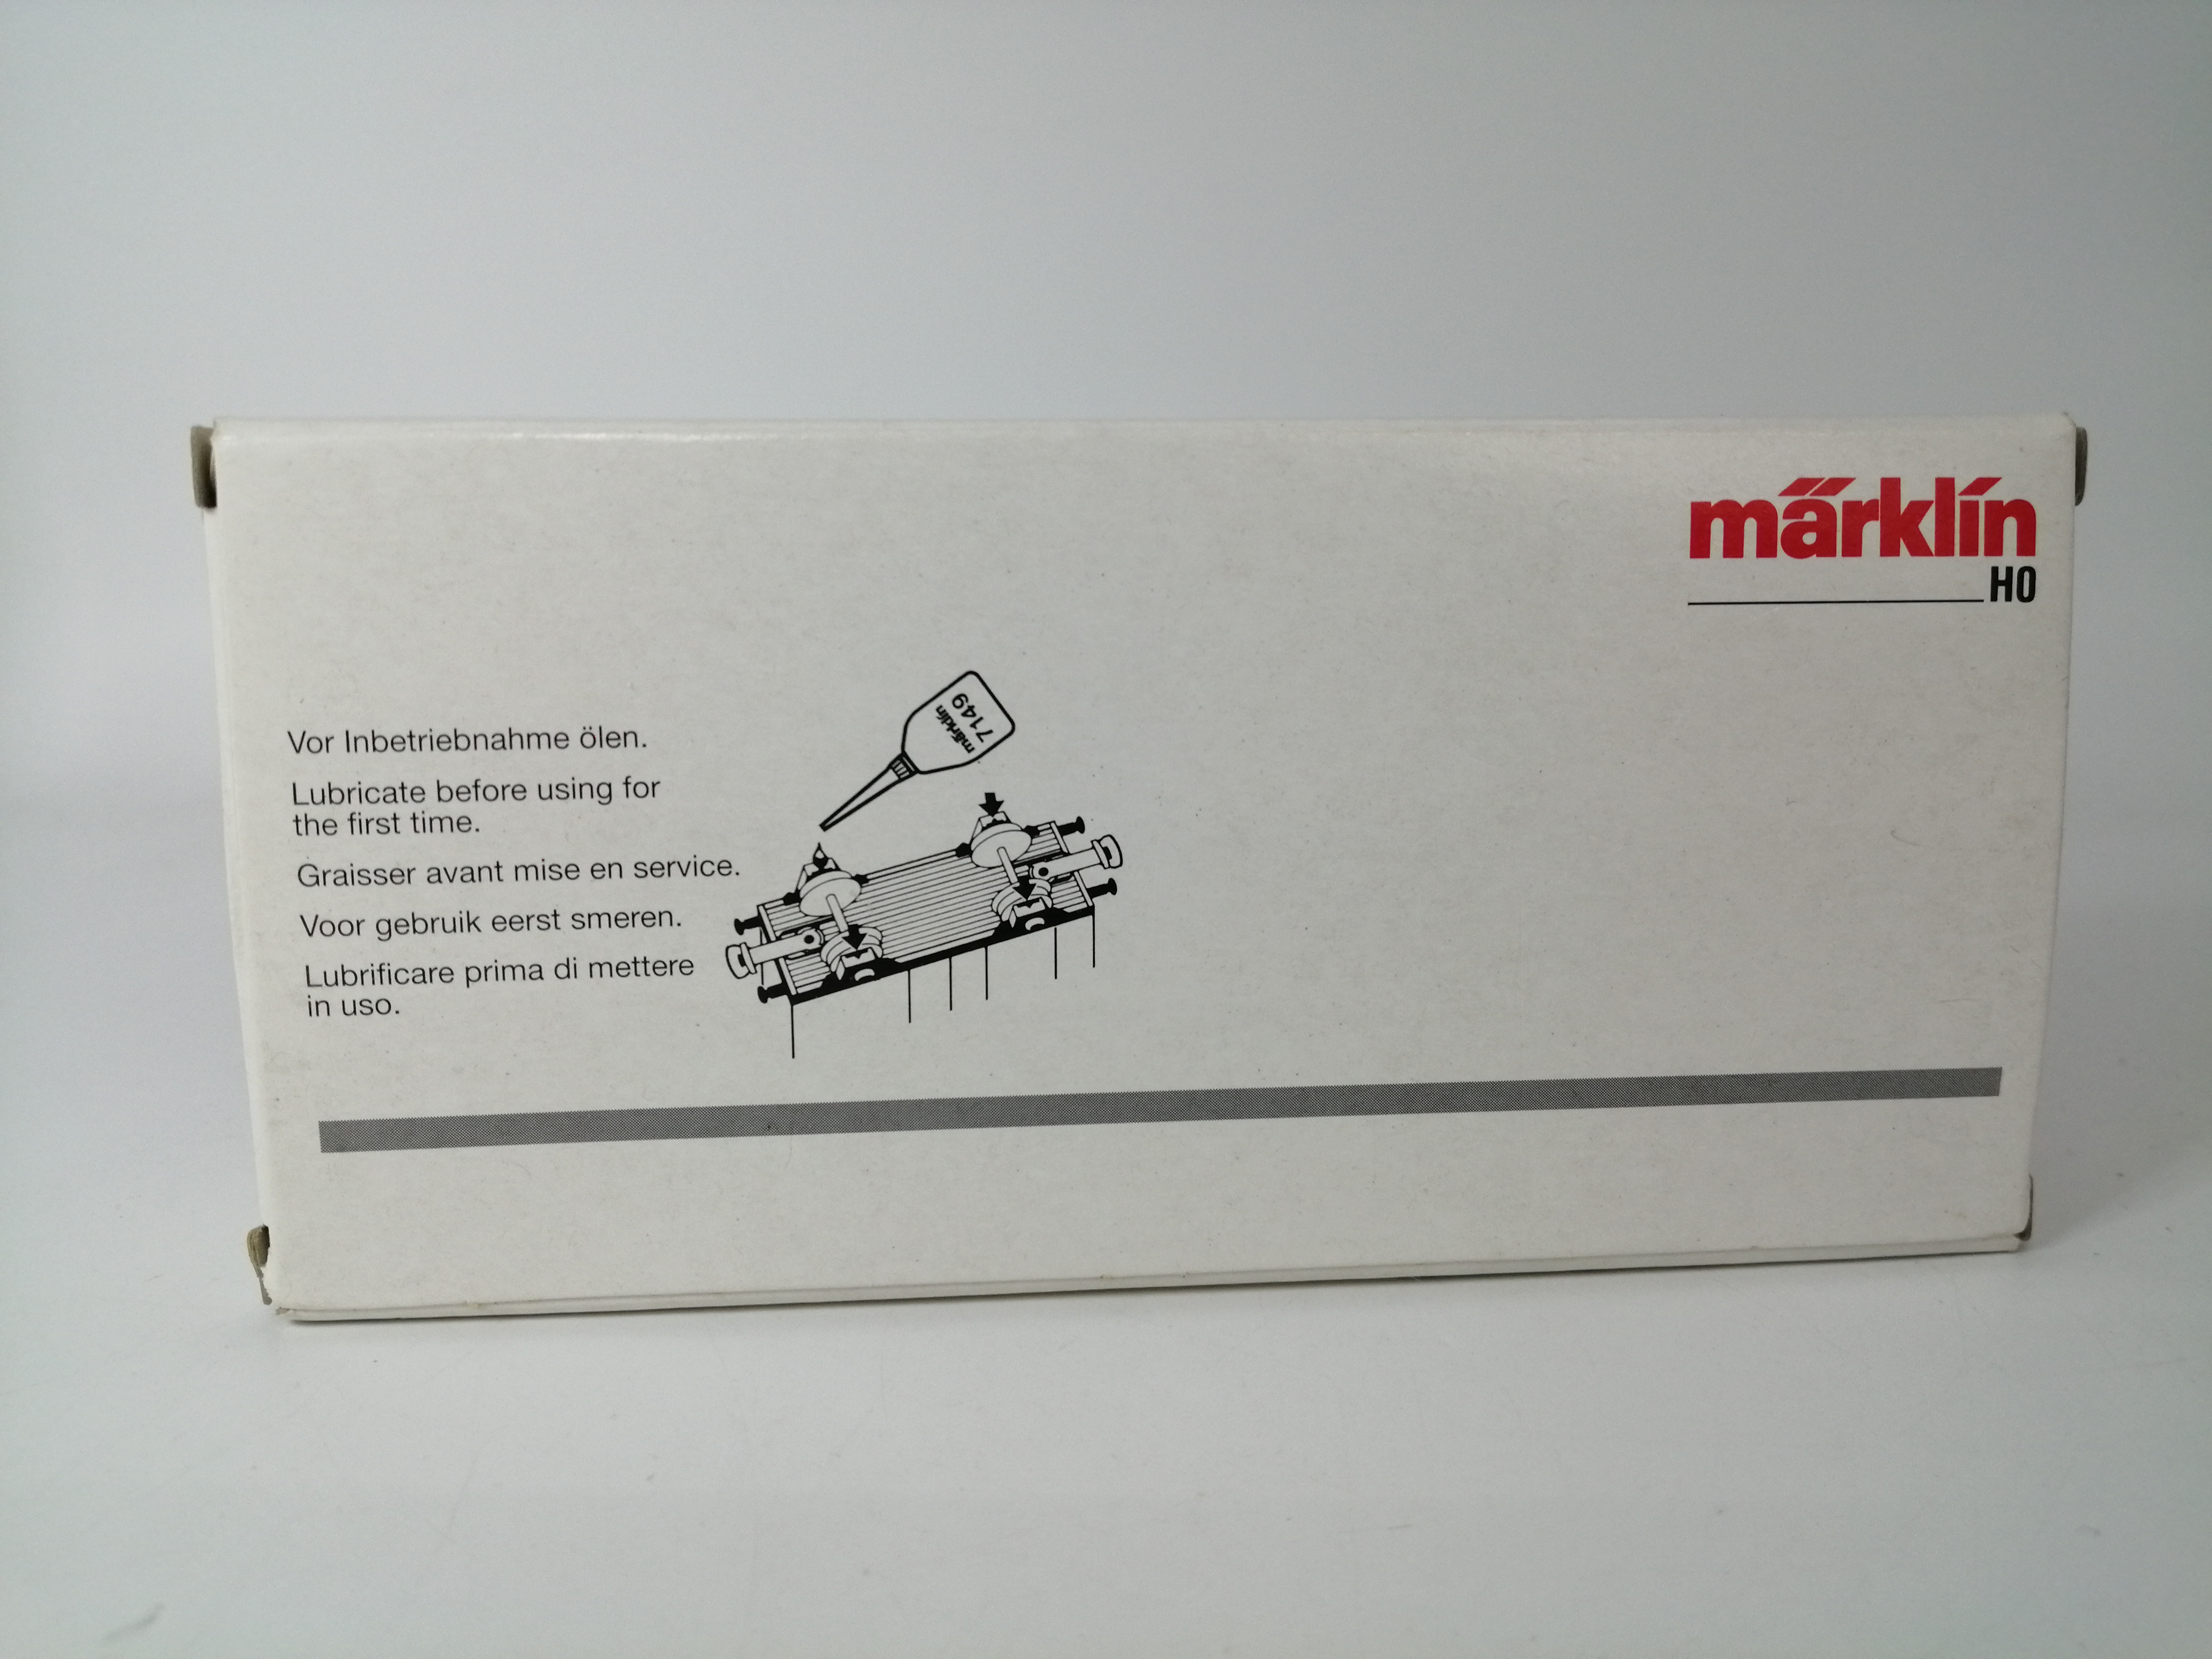 märklin
H0
märklin
7149
Vor Inbetriebnahme ölen.
Lubricate before using for
the first time.
Graisser avant mise en service.
Voor gebruik eerst smeren.
Lubrificare prima di mettere
in uso.